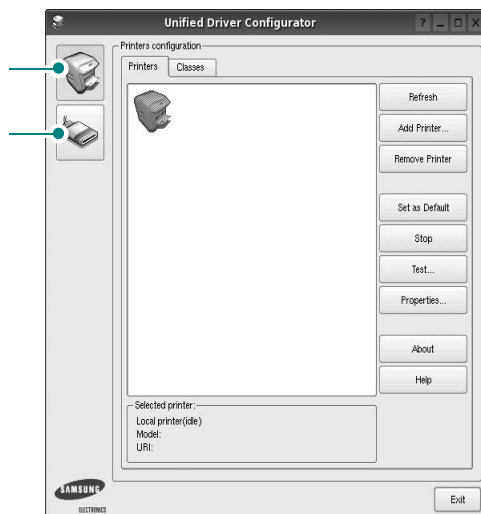 Unified Driver Configurator
Printers configuration
Printers
Classes
Refresh
Add Printer...
Remove Printer
Set as Default
Stop
Test...
Properties...
About
Help
Selected printer:
Local printer(idle)
Model:
URI:
SAMSUNG
ELECTRONICS
Exit